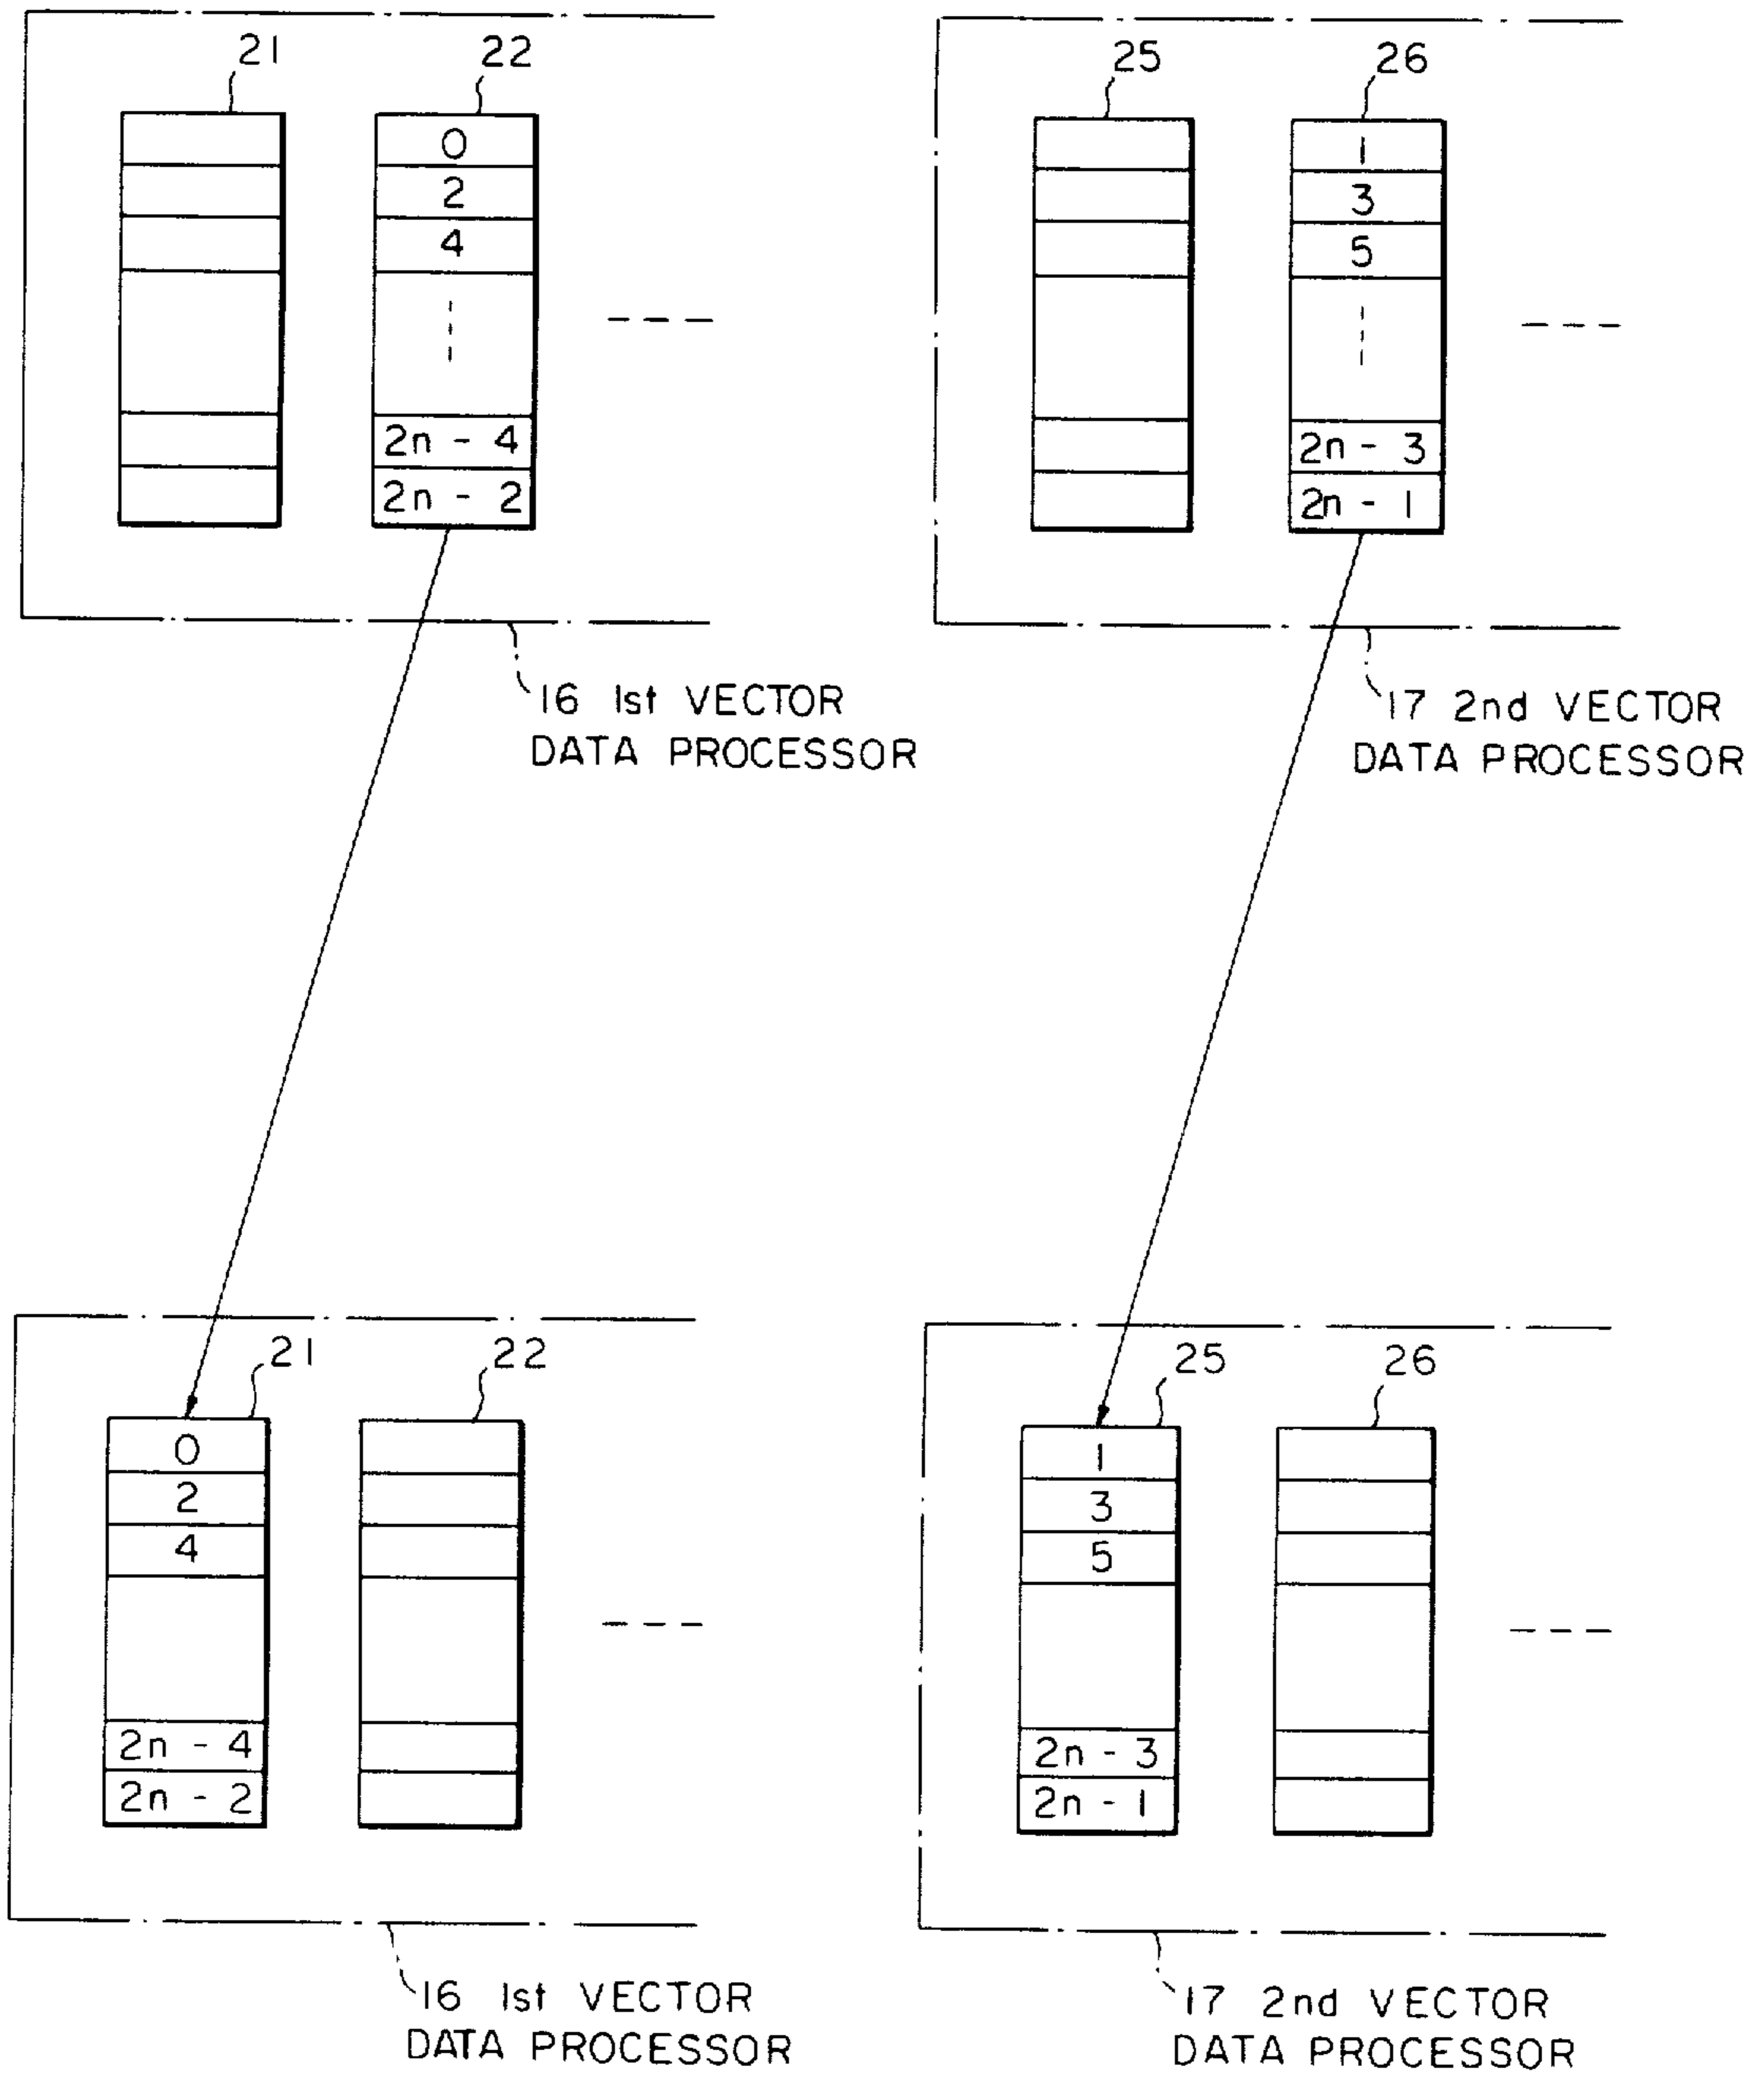 21
22
0
2
4
2n - 4
2n - 2
16 1st VECTOR
DATA PROCESSOR
25
26
1
3
5
2n - 3
2n - 1
17 2nd VECTOR
DATA PROCESSOR
21
22
0
2
4
2n - 4
2n - 2
16 1st VECTOR
DATA PROCESSOR
25
26
1
3
5
2n - 3
2n - 1
17 2nd VECTOR
DATA PROCESSOR